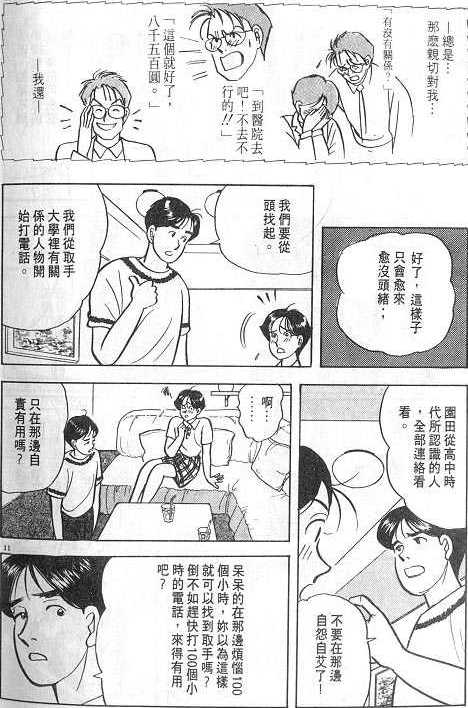 —總是…
那麽親切對我…
「有沒有關係？」
「到醫院去
吧！不去不
行的!!」
「這個就好了，
八千五百圓。」
—我還—
好了，這樣子
只會愈來
愈沒頭緒；
我們要從
頭找起。
我們從取手
大學裡有關
係的人物開
始打電話。
園田從高中時
代所認識的人
，全部連絡看
看。
不要在那邊
自怨自艾了！
…啊…
…
只在那邊自
責有用嗎？
呆呆的在那邊煩惱100
個小時，妳以為這樣
就可以找到取手嗎？
倒不如趕快打100個小
時的電話，來得有用
吧？
11